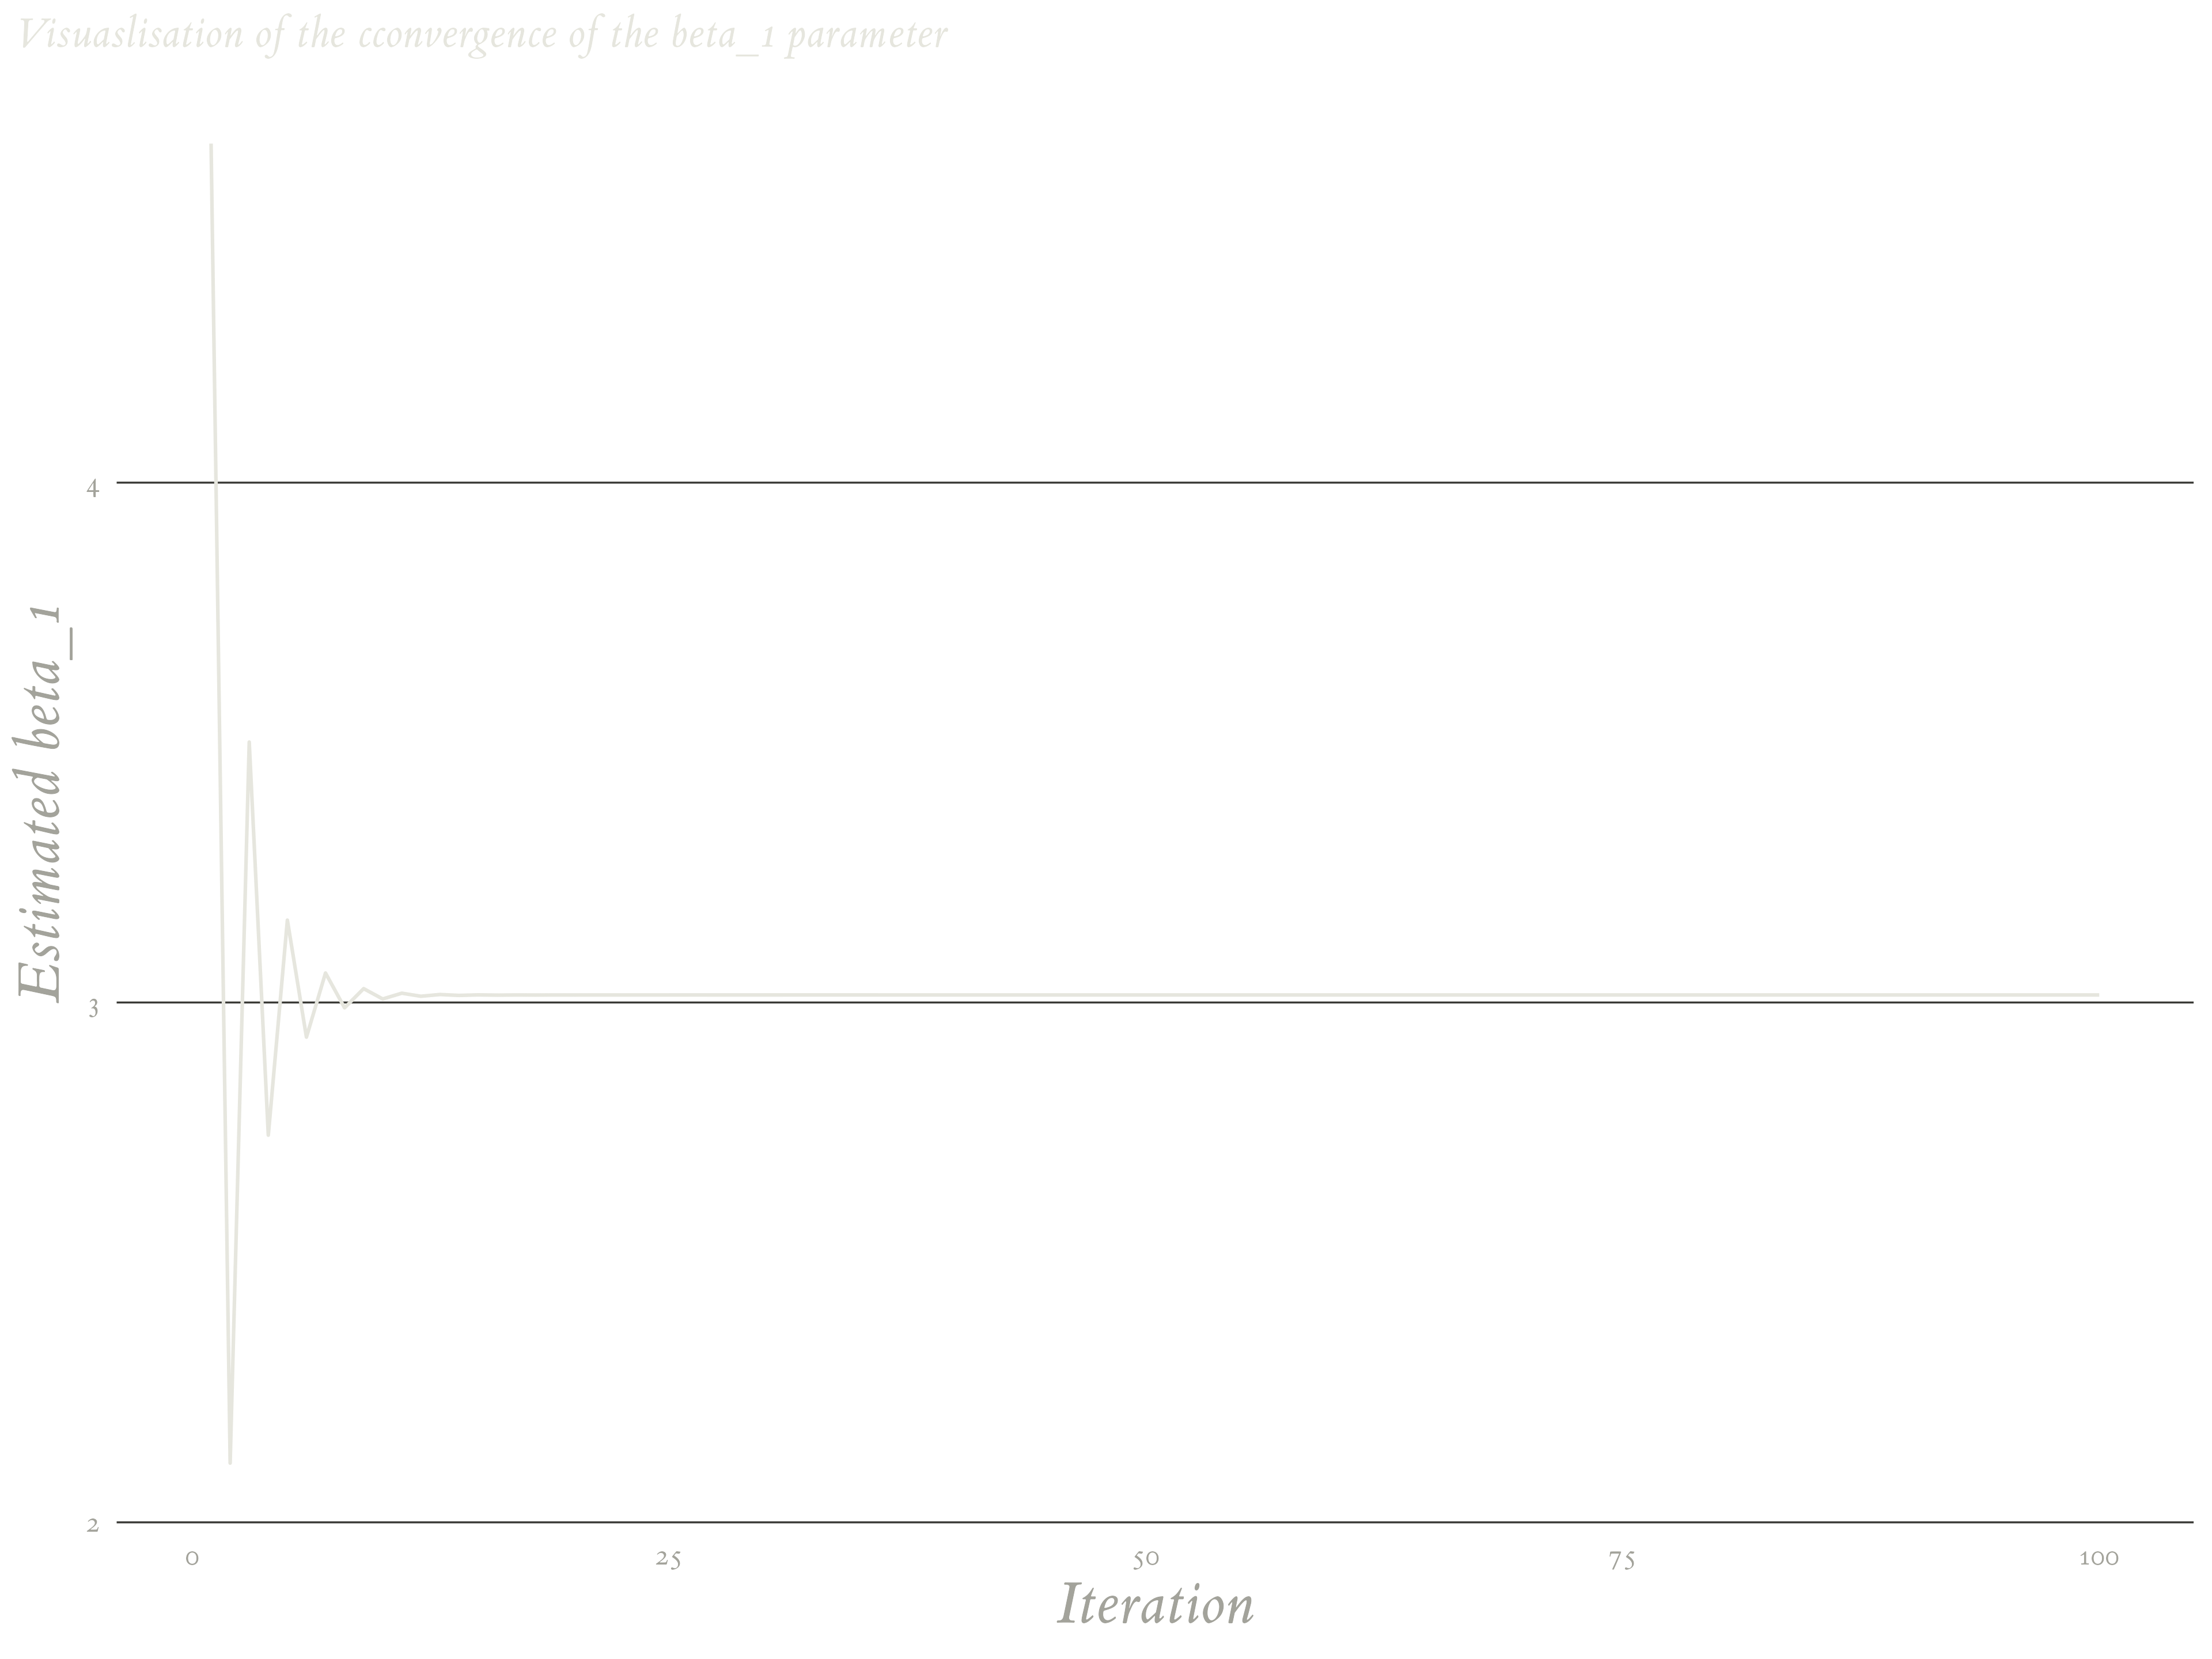 Visuaslisation of the cconvergence of the beta_1 parameter
Estimated beta_1
4
3
2
0 25 50 75 100
Iteration